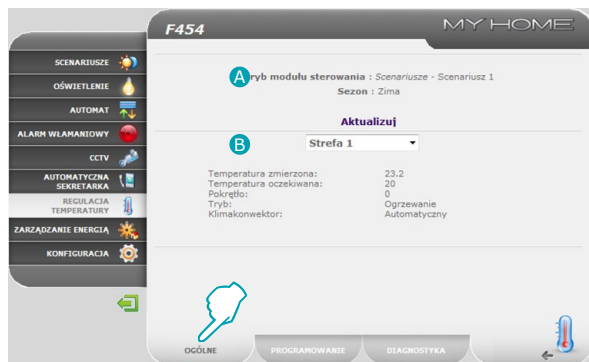 F454
MY HOME
SCENARIUSZE
OŚWIETLENIE
AUTOMAT
ALARM WŁAMANIOWY
CCTV
AUTOMATYCZNA
SEKRETARKA
REGULACJA
TEMPERATURY
ZARZĄDZANIE ENERGIĄ
KONFIGURACJA
A ryb modułu sterowania : Scenariusze - Scenariusz 1
Sezon : Zima
Aktualizuj
B Strefa 1
Temperatura zmierzona: 23.2
Temperatura oczekiwana: 20
Pokrętło: 0
Tryb: Ogrzewanie
Klimakonwektor: Automatyczny
OGÓLNE PROGRAMOWANIE DIAGNOSTYKA